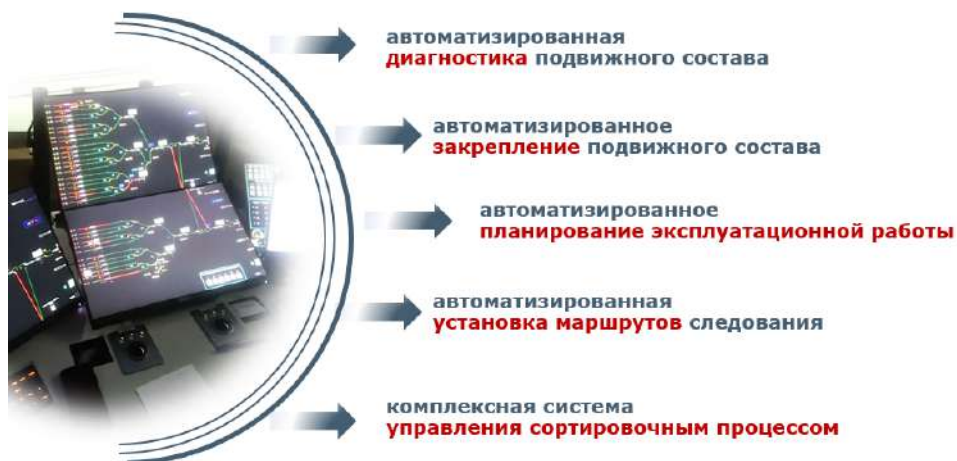 автоматизированная
диагностика подвижного состава
автоматизированное
закрепление подвижного состава
автоматизированное
планирование эксплуатационной работы
автоматизированная
установка маршрутов следования
комплексная система
управления сортировочным процессом